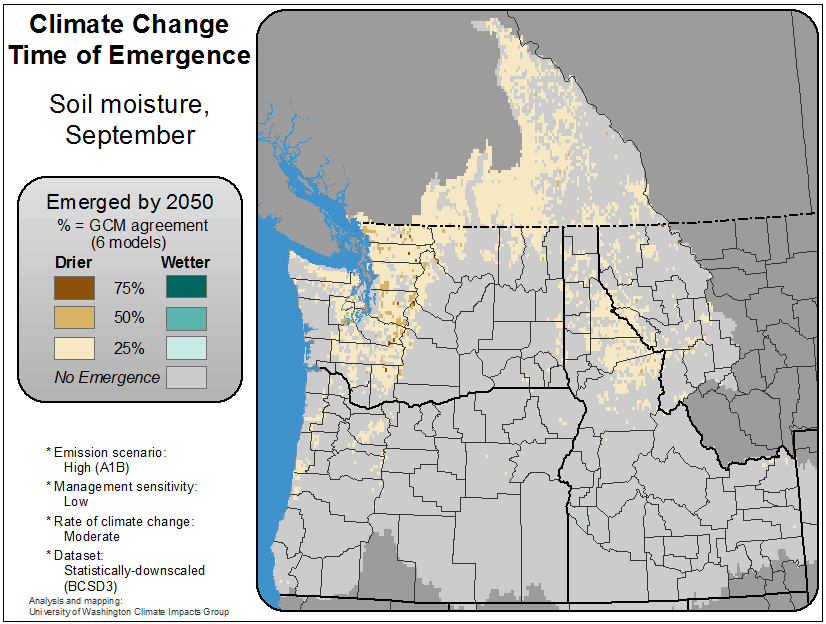 Climate Change
Time of Emergence
Soil moisture,
September
Emerged by 2050
% = GCM agreement
(6 models)
Drier Wetter
75%
50%
25%
No Emergence
* Emission scenario:
High (A1B)
* Management sensitivity:
Low
* Rate of climate change:
Moderate
* Dataset:
Statistically-downscaled
(BCSD3)
Analysis and mapping:
University of Washington Climate Impacts Group